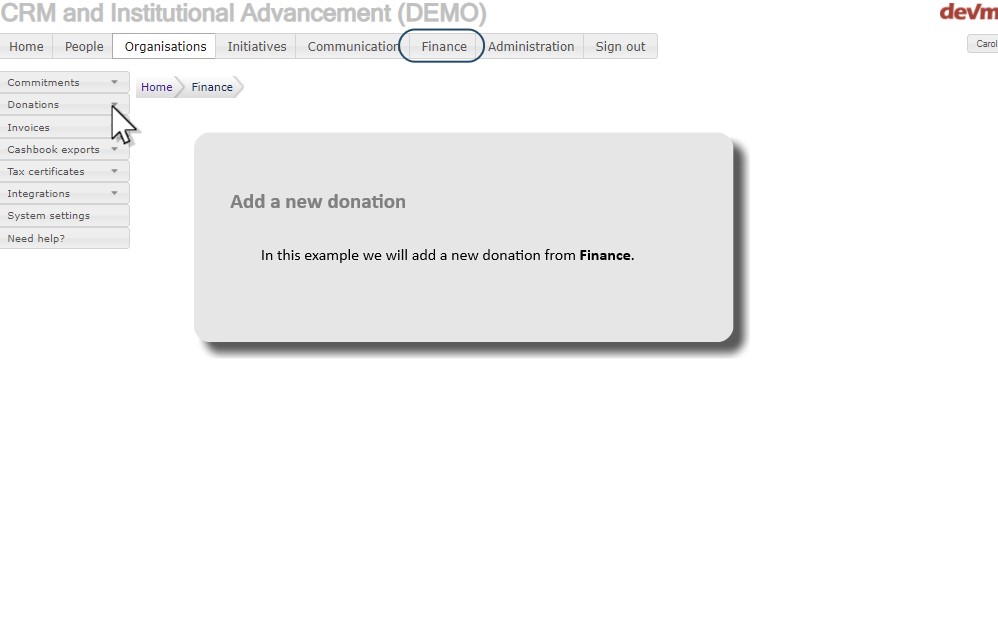 CRM and Institutional Advancement (DEMO)
devm
Home People Organisations Initiatives Communication Finance Administration Sign out
Carol
Commitments
Donations
Invoices
Cashbook exports
Tax certificates
Integrations
System settings
Need help?
Home Finance
Add a new donation
In this example we will add a new donation from Finance.